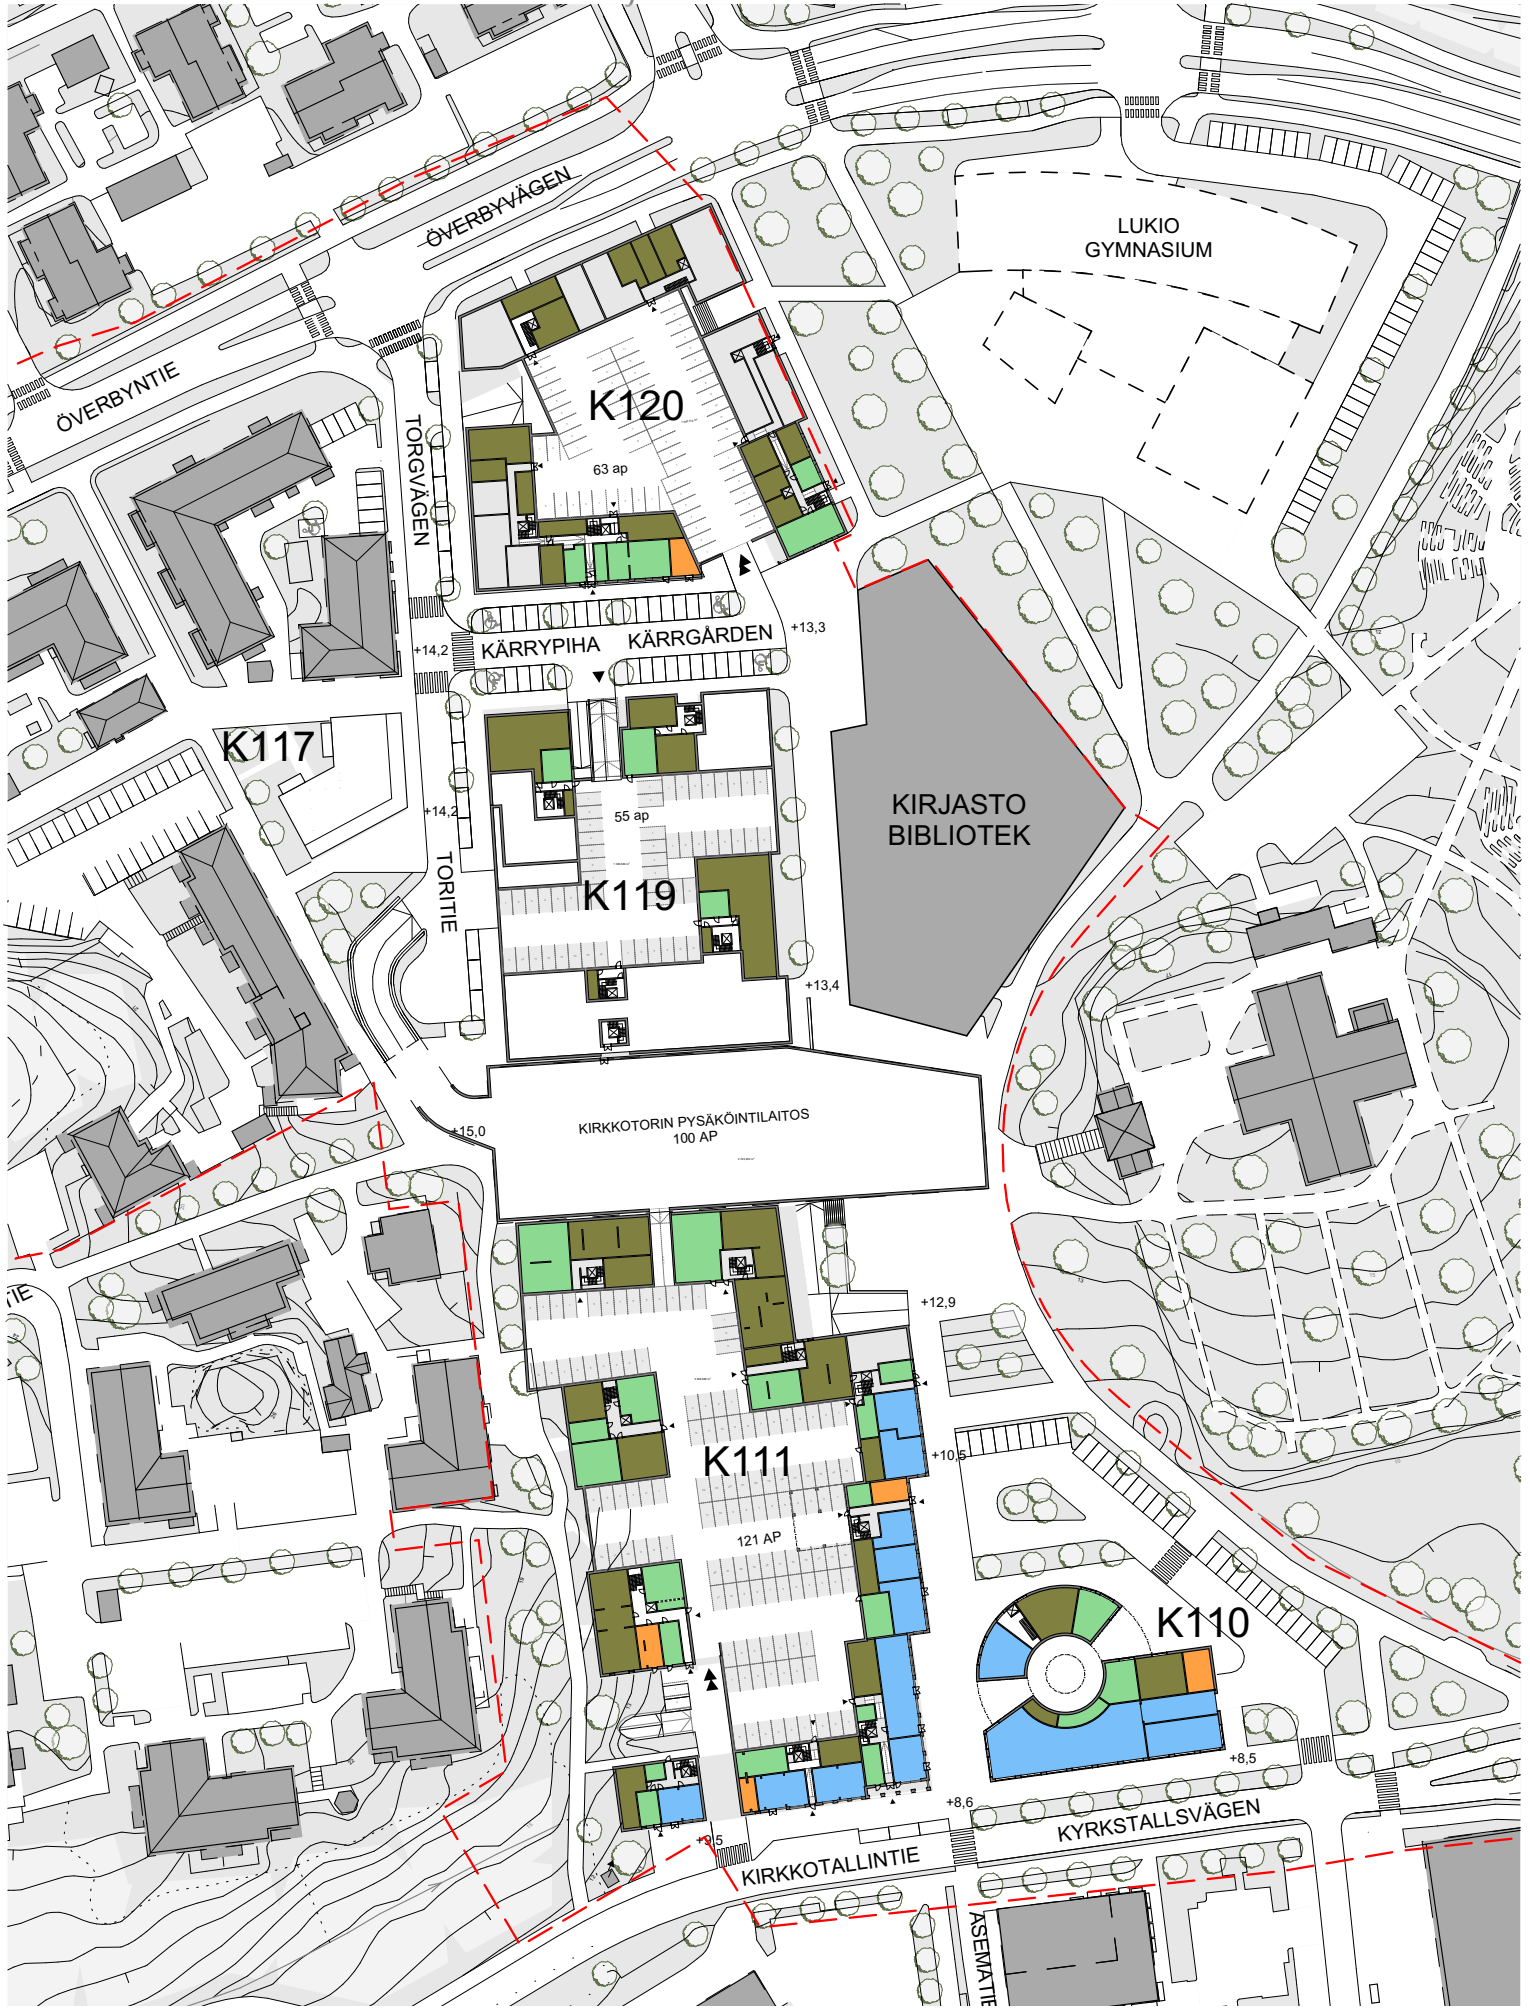 ÖVERBYVÄGEN
LUKIO
GYMNASIUM
ÖVERBYNTIE
K120
TORGVÄGEN
63 ap
+13,3
+14,2
KÄRRYPIHA
KÄRRGÅRDEN
K117
+14,2
55 ap
KIRJASTO
BIBLIOTEK
TORITIE
K119
+13,4
KIRKKOTORIN PYSÄKÖINTILAITOS
100 AP
+15,0
TIE
+12,9
K111
+10,5
121 AP
K110
+8,5
+8,6
KYRKSTALLSVÄGEN
+9,5
KIRKKOTALLINTIE
ASEMATIE